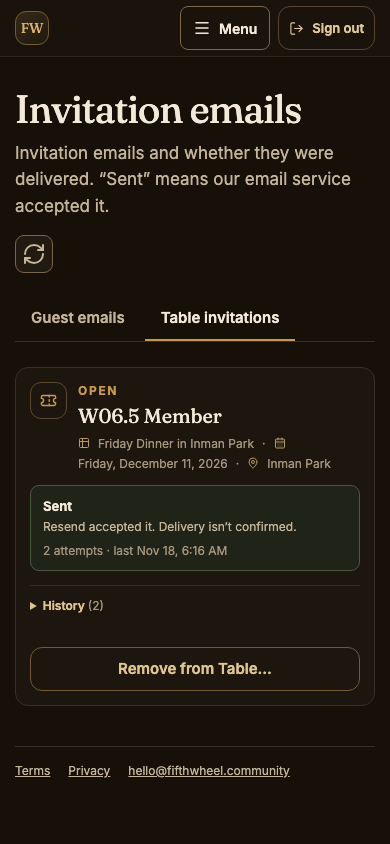 FW
Menu
Sign out
Invitation emails
Invitation emails and whether they were
delivered. “Sent” means our email service
accepted it.
Guest emails
Table invitations
OPEN
W06.5 Member
Friday Dinner in Inman Park ·
Friday, December 11, 2026 · Inman Park
Sent
Resend accepted it. Delivery isn’t confirmed.
2 attempts · last Nov 18, 6:16 AM
History (2)
Remove from Table…
Terms Privacy hello@fifthwheel.community